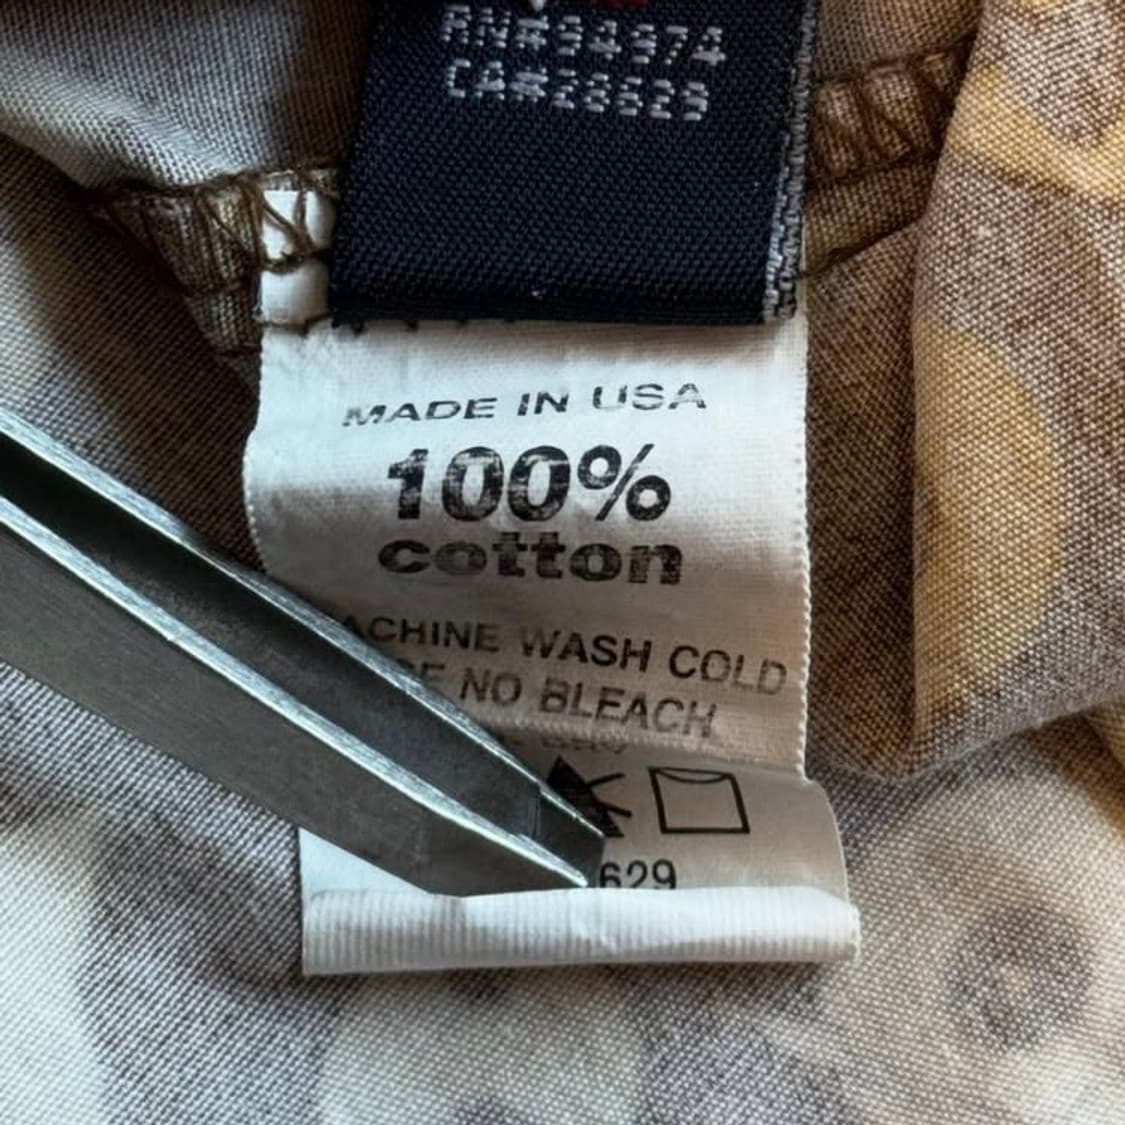 RN#94974
CA#28629
MADE IN USA
100%
cotton
ACHINE WASH COLD
NO BLEACH
629